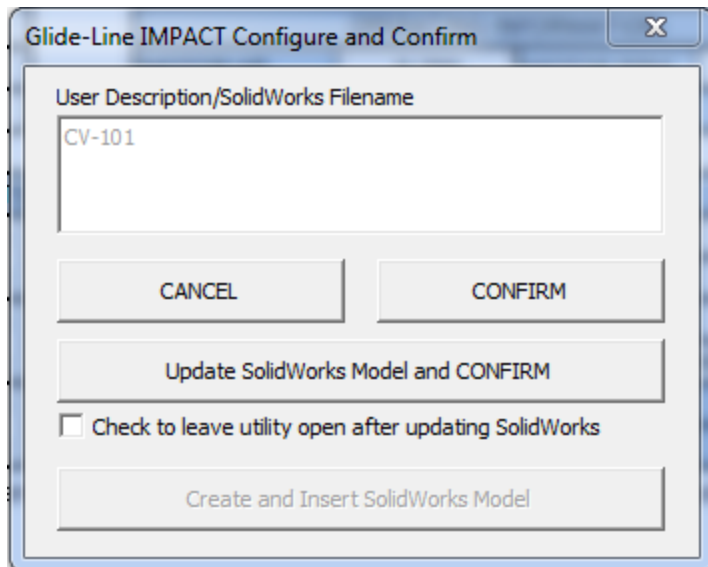 Glide-Line IMPACT Configure and Confirm
User Description/SolidWorks Filename
CV-101
CANCEL
CONFIRM
Update SolidWorks Model and CONFIRM
Check to leave utility open after updating SolidWorks
Create and Insert SolidWorks Model